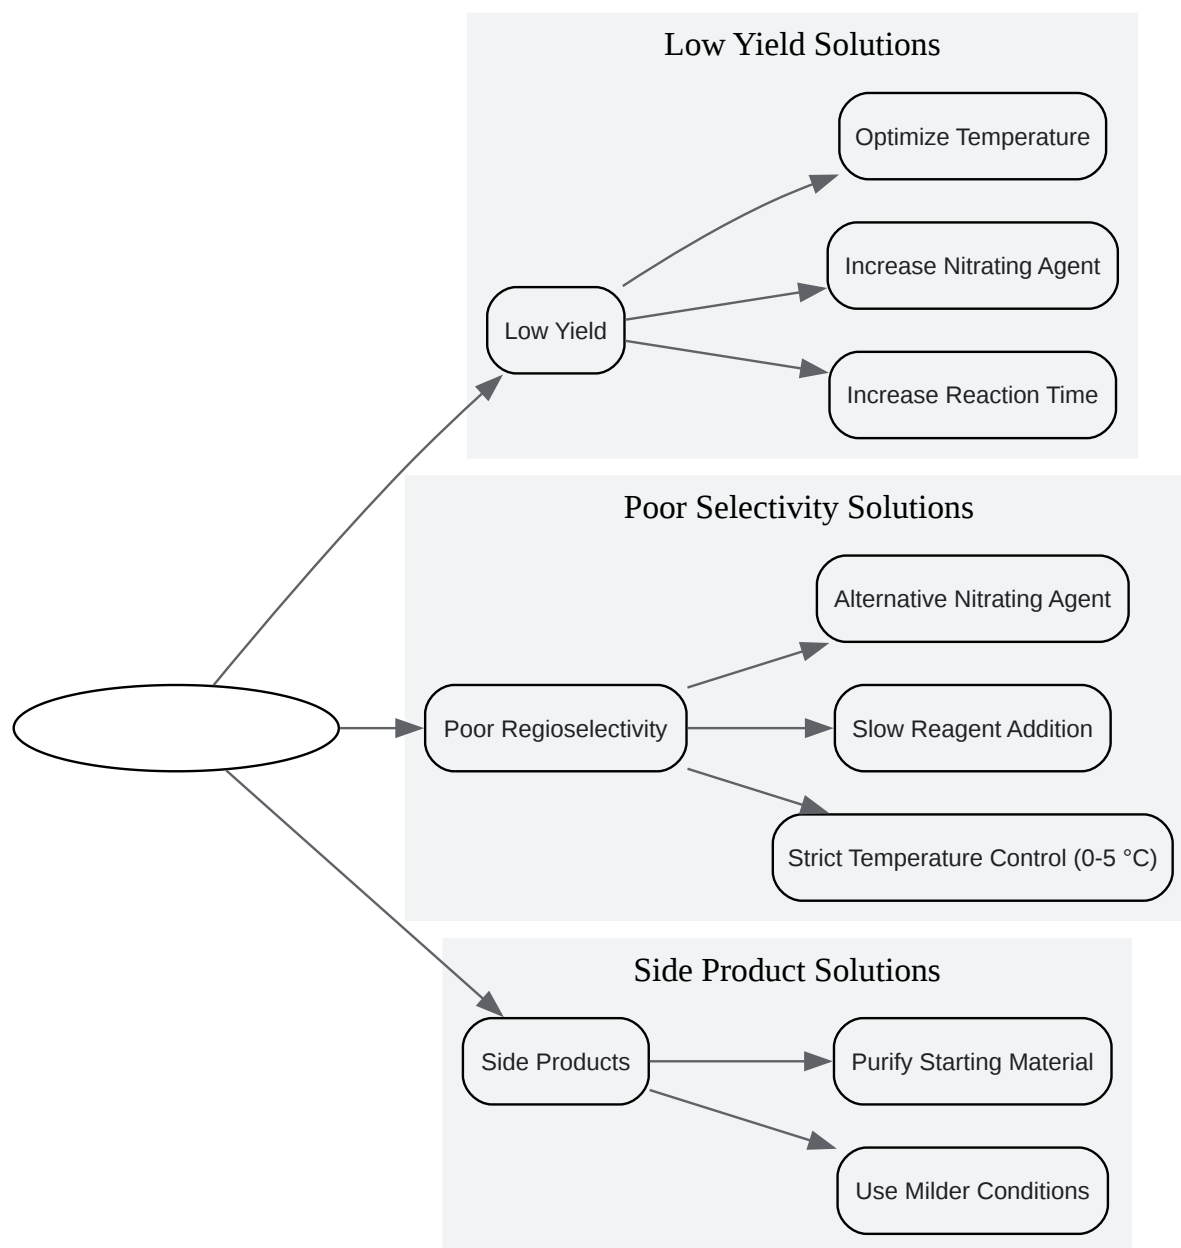 Low Yield Solutions
Optimize Temperature
Increase Nitrating Agent
Low Yield
Increase Reaction Time
Poor Selectivity Solutions
Alternative Nitrating Agent
Poor Regioselectivity
Slow Reagent Addition
Strict Temperature Control (0-5 °C)
Side Product Solutions
Side Products
Purify Starting Material
Use Milder Conditions